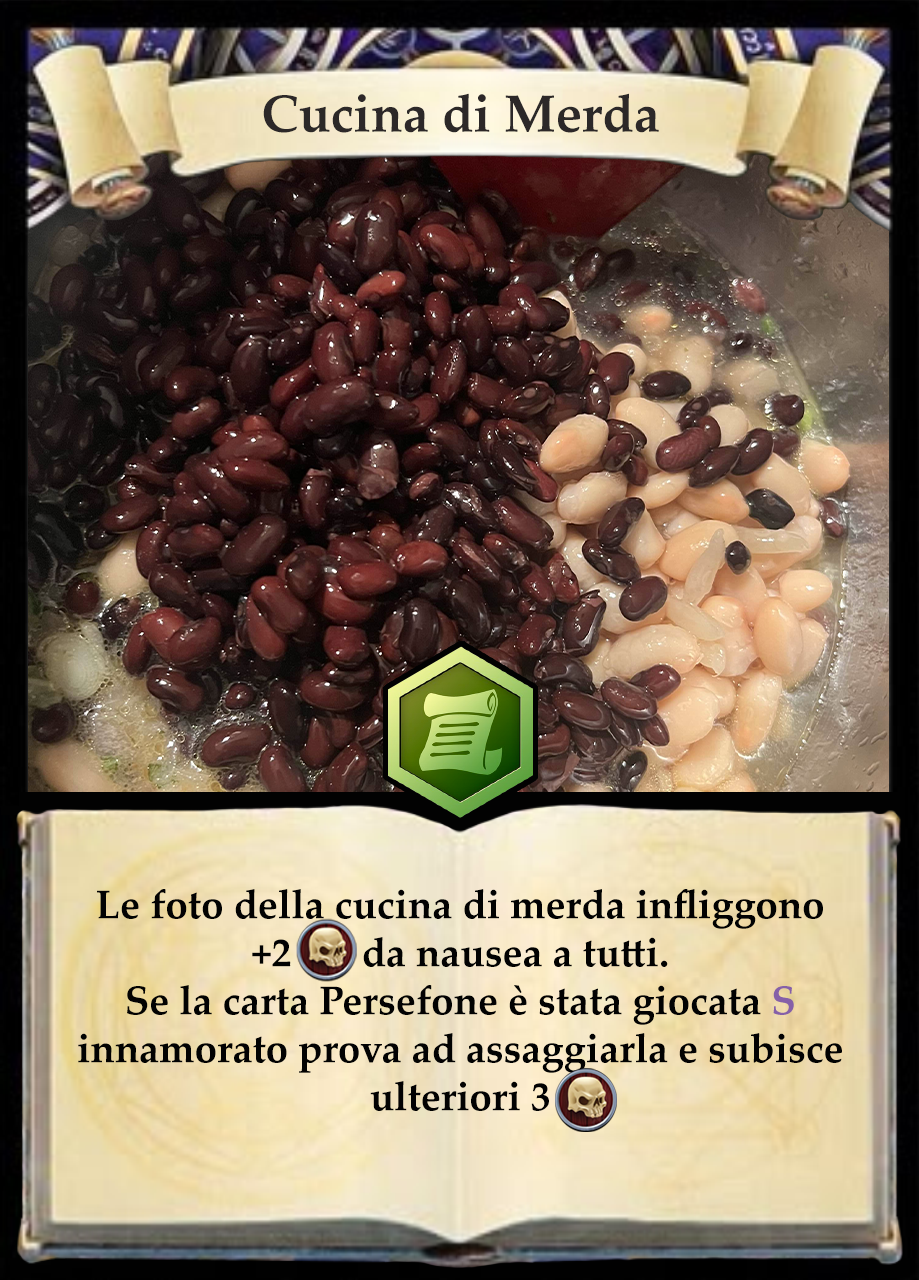 Cucina di Merda
Le foto della cucina di merda infliggono
+2 da nausea a tutti.
Se la carta Persefone è stata giocata S
innamorato prova ad assaggiarla e subisce
ulteriori 3